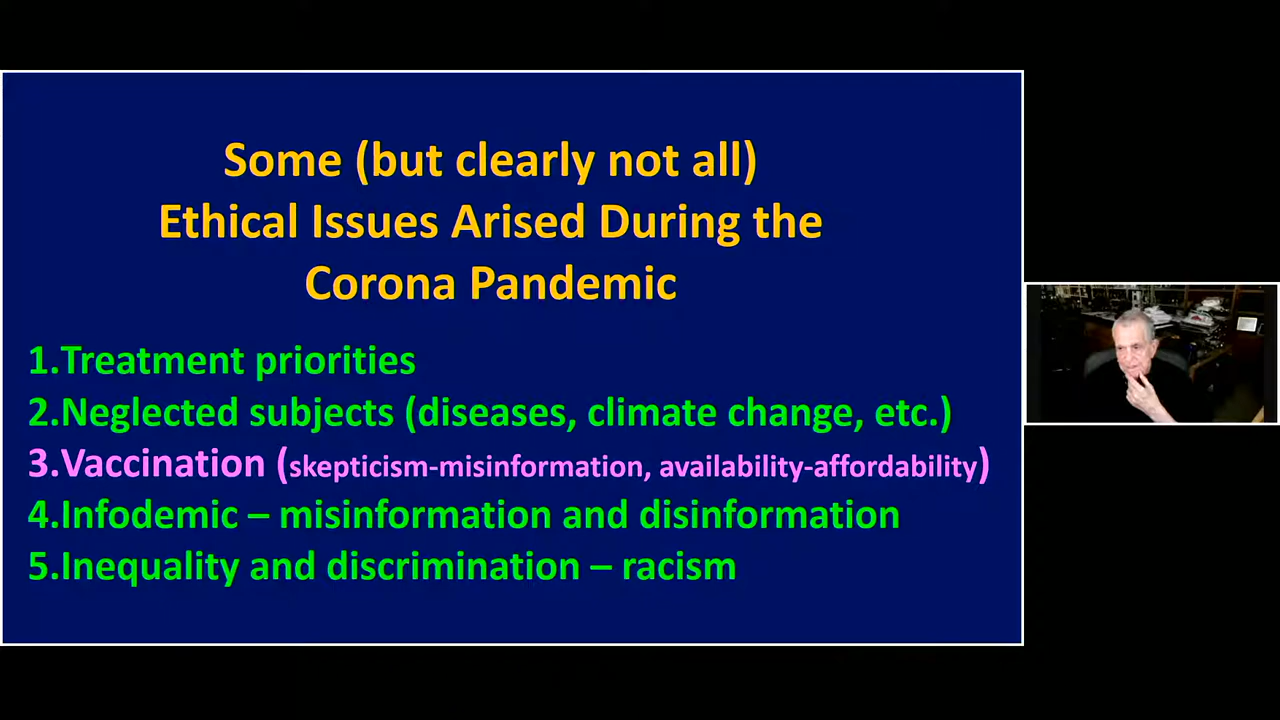 Some (but clearly not all)
Ethical Issues Arised During the
Corona Pandemic
1.Treatment priorities
2.Neglected subjects (diseases, climate change, etc.)
3.Vaccination (skepticism-misinformation, availability-affordability)
4.Infodemic – misinformation and disinformation
5.Inequality and discrimination – racism